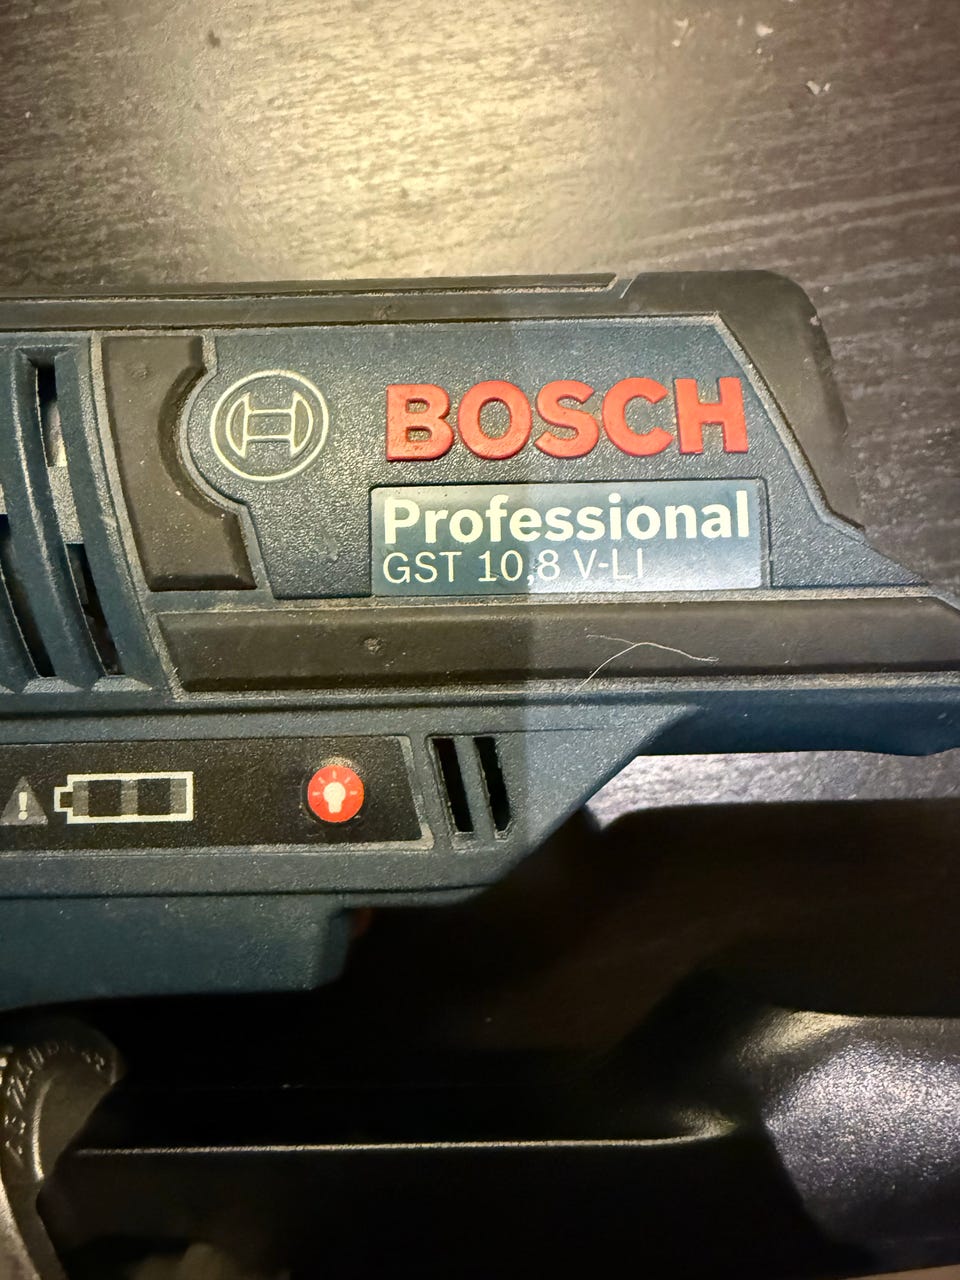 BOSCH
Professional
GST 10,8 V-LI